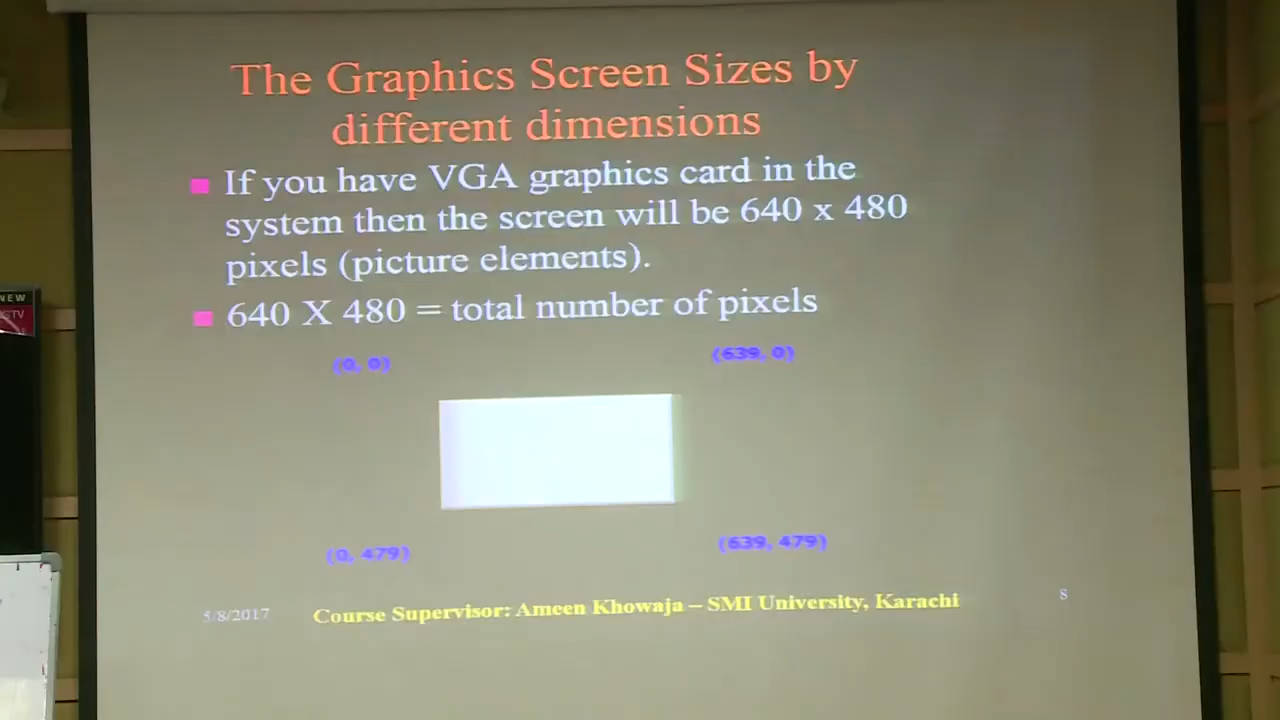 The Graphics Screen Sizes by
different dimensions
If you have VGA graphics card in the
system then the screen will be 640 x 480
pixels (picture elements).
640 X 480 = total number of pixels
(0, 0)
(639, 0)
NEW
(0, 479)
(639, 479)
5/8/2017
Course Supervisor: Ameen Khowaja – SMI University, Karachi
8